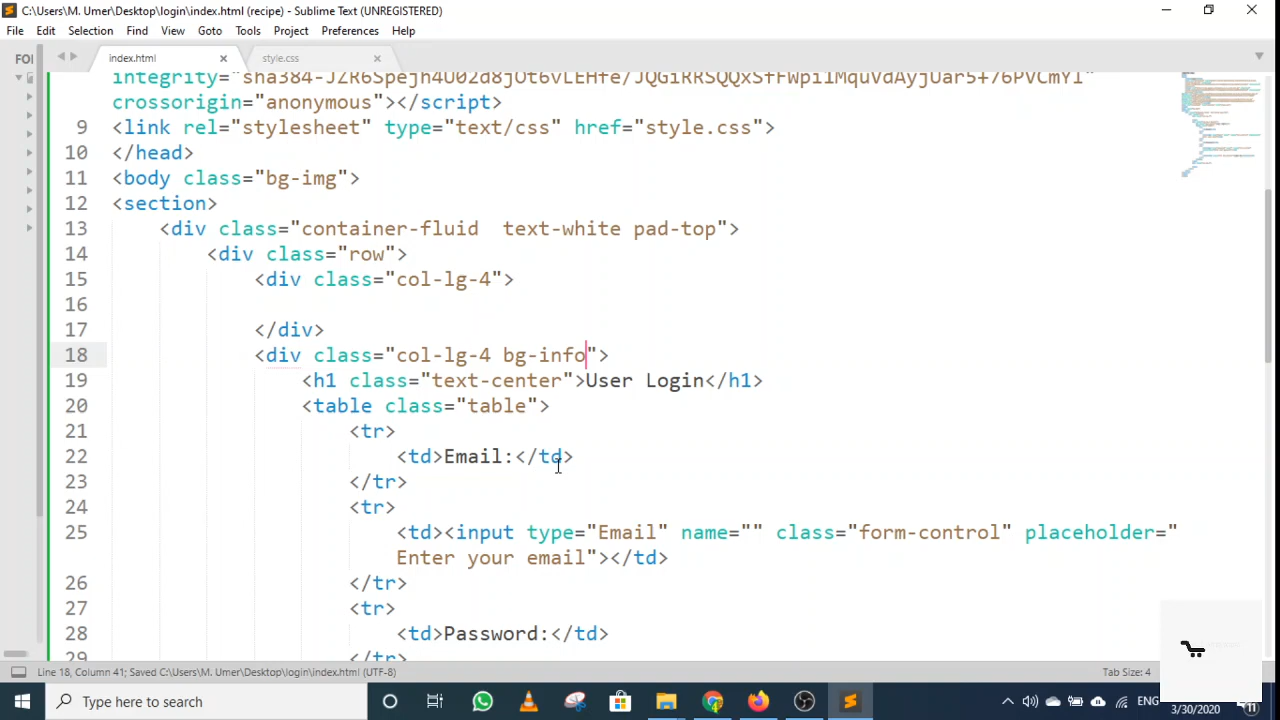 C:\Users\M. Umer\Desktop\login\index.html (recipe) - Sublime Text (UNREGISTERED)
File Edit Selection Find View Goto Tools Project Preferences Help
FOI
index.html
style.css
crossorigin="anonymous"></script>
9 <link rel="stylesheet" type="text/css" href="style.css">
10 </head>
11 <body class="bg-img">
12 <section>
13 <div class="container-fluid  text-white pad-top">
14 <div class="row">
15 <div class="col-lg-4">
16
17 </div>
18 <div class="col-lg-4 bg-info">
19 <h1 class="text-center">User Login</h1>
20 <table class="table">
21 <tr>
22 <td>Email:</td>
23 </tr>
24 <tr>
25 <td><input type="Email" name="" class="form-control" placeholder="
Enter your email"></td>
26 </tr>
27 <tr>
28 <td>Password:</td>
29 </tr>
Line 18, Column 41; Saved C:\Users\M. Umer\Desktop\login\index.html (UTF-8)
Tab Size: 4
Type here to search
ENG
3/30/2020
11